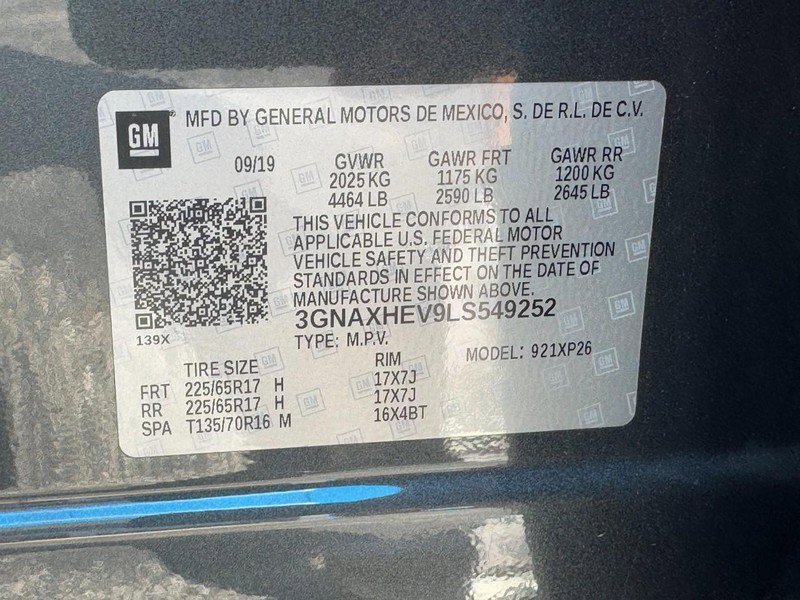 GM
MFD BY GENERAL MOTORS DE MEXICO, S. DE R.L. DE C.V.
09/19 GVWR GAWR FRT GAWR RR
2025 KG 1175 KG 1200 KG
4464 LB 2590 LB 2645 LB
THIS VEHICLE CONFORMS TO ALL
APPLICABLE U.S. FEDERAL MOTOR
VEHICLE SAFETY AND THEFT PREVENTION
STANDARDS IN EFFECT ON THE DATE OF
MANUFACTURE SHOWN ABOVE.
3GNAXHEV9LS549252
139X
TYPE: M.P.V. MODEL: 921XP26
TIRE SIZE RIM
FRT 225/65R17 H 17X7J
RR 225/65R17 H 17X7J
SPA T135/70R16 M 16X4BT